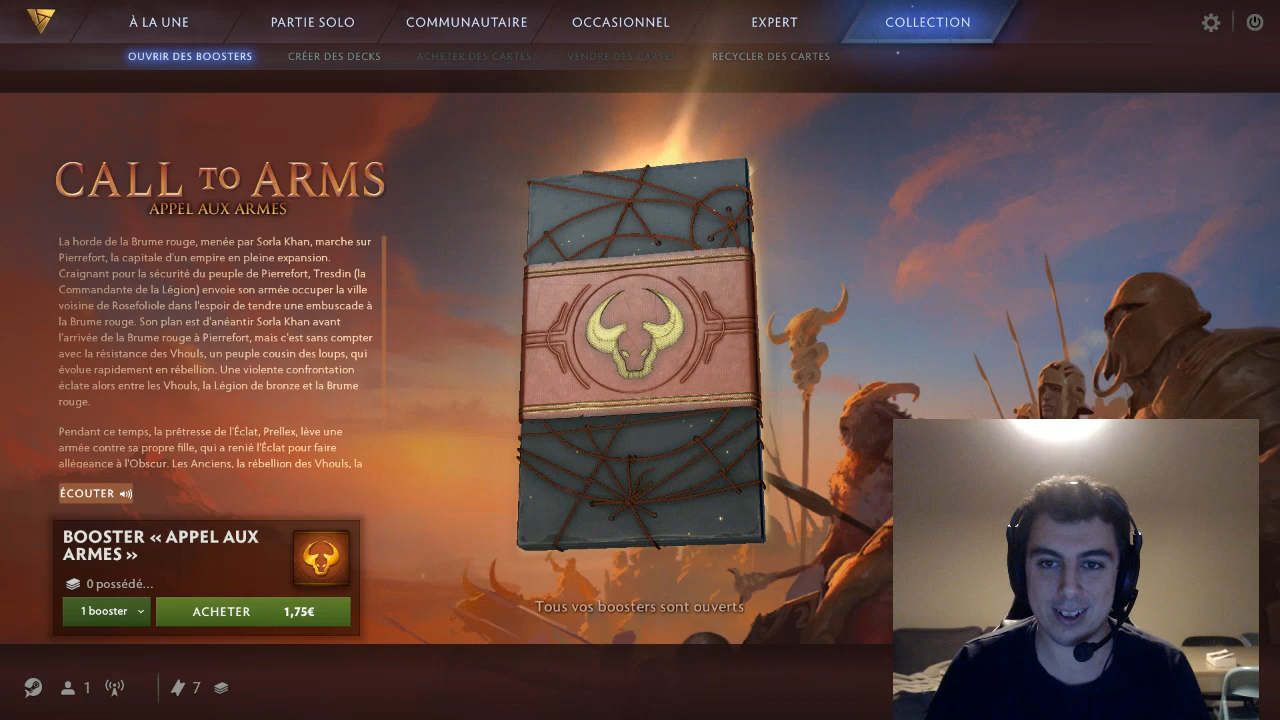 À LA UNE
PARTIE SOLO
COMMUNAUTAIRE
OCCASIONNEL
EXPERT
COLLECTION
OUVRIR DES BOOSTERS
CRÉER DES DECKS
ACHETER DES CARTES
VENDRE DES CARTES
RECYCLER DES CARTES
CALL TO ARMS
APPEL AUX ARMES
La horde de la Brume rouge, menée par Sorla Khan, marche sur
Pierrefort, la capitale d'un empire en pleine expansion.
Craignant pour la sécurité du peuple de Pierrefort, Tresdin (la
Commandante de la Légion) envoie son armée occuper la ville
voisine de Rosefoliole dans l'espoir de tendre une embuscade à
la Brume rouge. Son plan est d'anéantir Sorla Khan avant
l'arrivée de la Brume rouge à Pierrefort, mais c'est sans compter
avec la résistance des Vhouls, un peuple cousin des loups, qui
évolue rapidement en rébellion. Une violente confrontation
éclate alors entre les Vhouls, la Légion de bronze et la Brume
rouge.
Pendant ce temps, la prêtresse de l'Éclat, Prellex, lève une
armée contre sa propre fille, qui a renié l'Éclat pour faire
allégeance à l'Obscur. Les Anciens, la rébellion des Vhouls, la
ÉCOUTER
BOOSTER « APPEL AUX
ARMES »
0 possédé...
1 booster
ACHETER 1,75€
Tous vos boosters sont ouverts
1
7